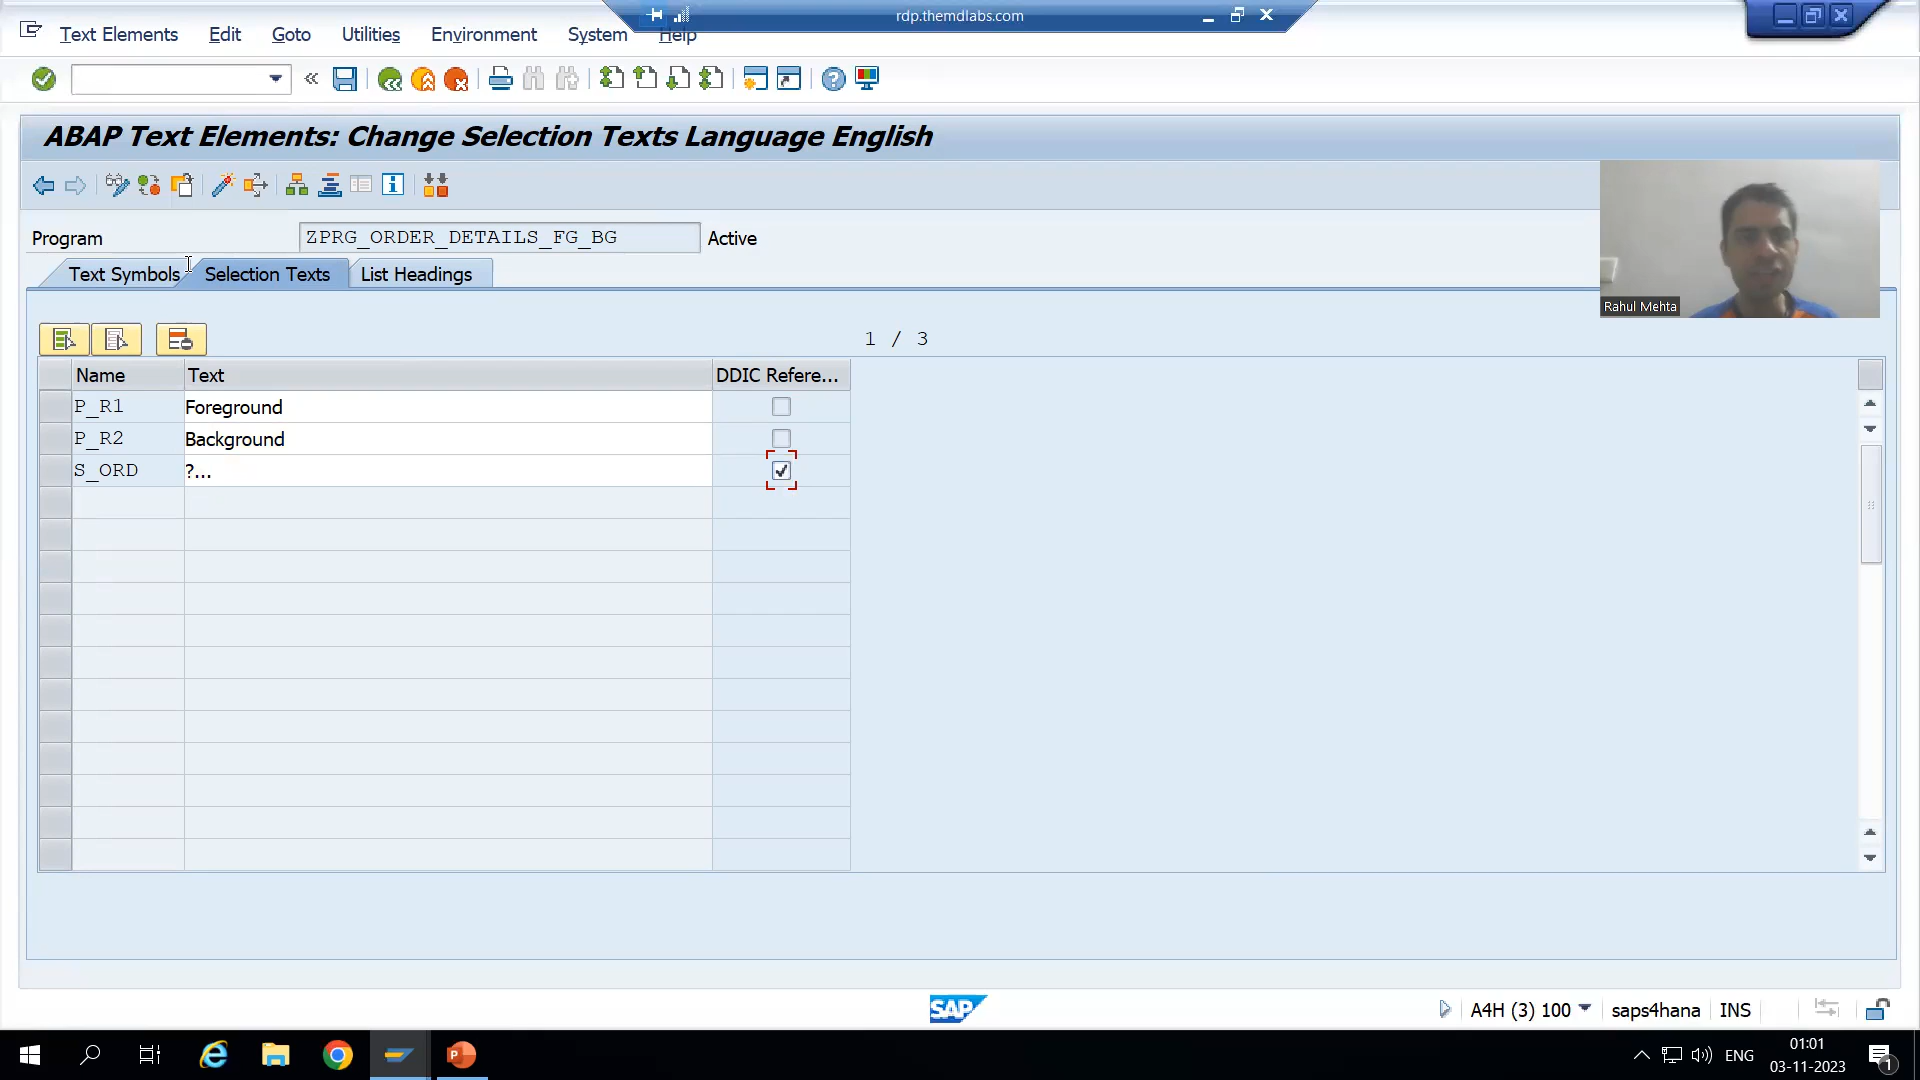 rdp.themdlabs.com
Text Elements Edit Goto Utilities Environment System Help
ABAP Text Elements: Change Selection Texts Language English
Program ZPRG_ORDER_DETAILS_FG_BG Active
Text Symbols Selection Texts List Headings
Rahul Mehta
1 / 3
Name Text DDIC Refere...
P_R1 Foreground
P_R2 Background
S_ORD ?...
SAP A4H (3) 100 saps4hana INS
ENG 01:01
03-11-2023
1